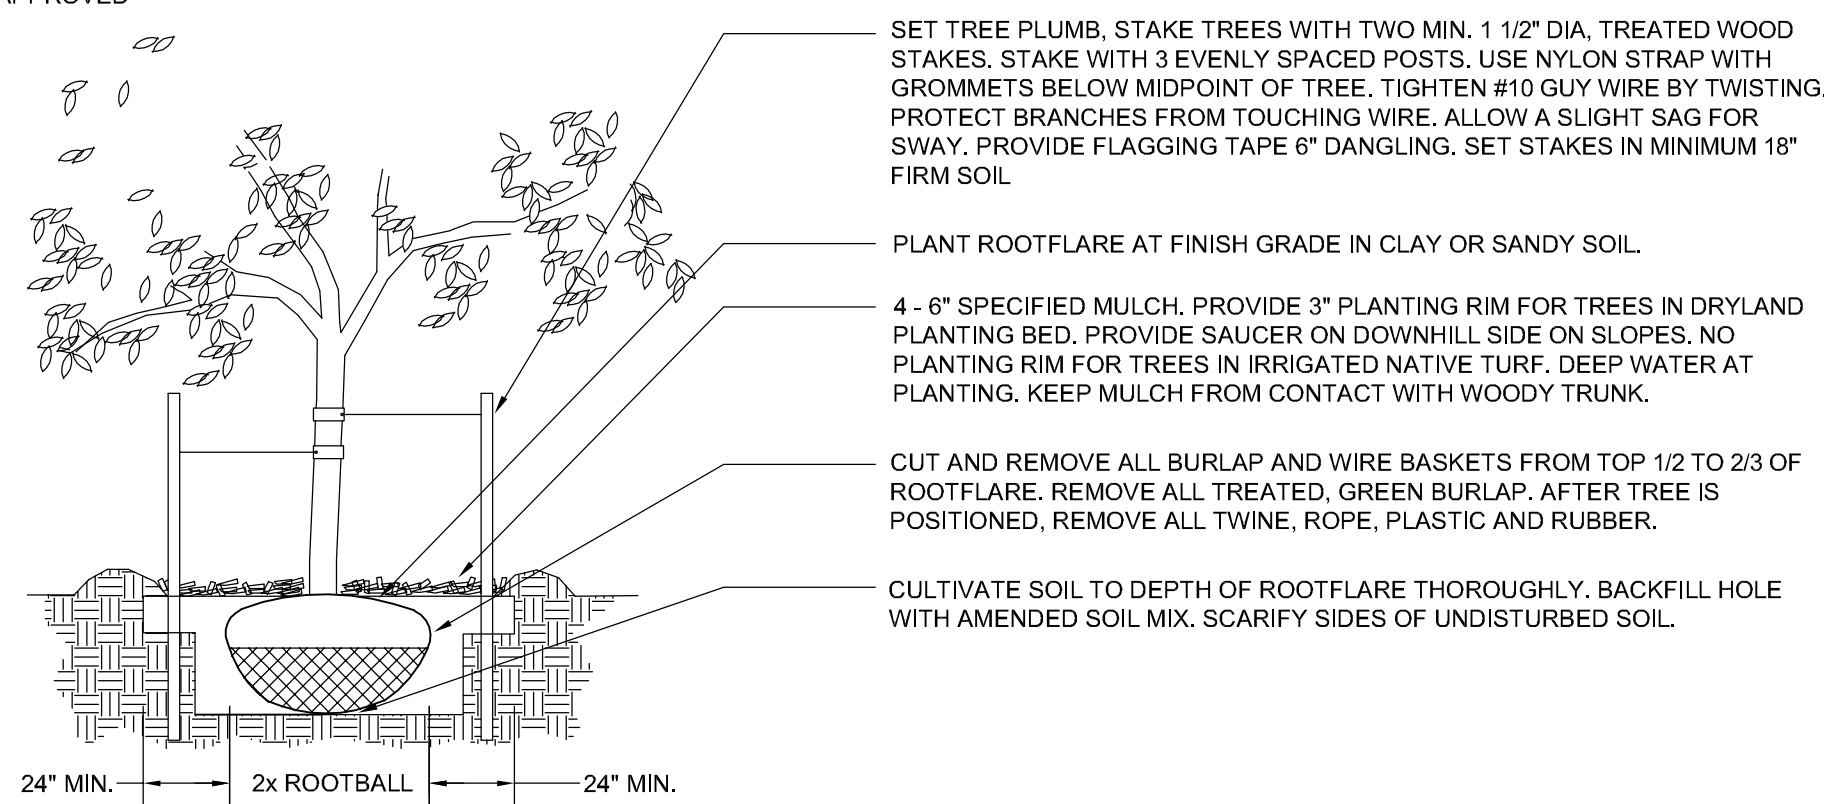 APPROVED
SET TREE PLUMB, STAKE TREES WITH TWO MIN. 1 1/2" DIA, TREATED WOOD
STAKES. STAKE WITH 3 EVENLY SPACED POSTS. USE NYLON STRAP WITH
GROMMETS BELOW MIDPOINT OF TREE. TIGHTEN #10 GUY WIRE BY TWISTING.
PROTECT BRANCHES FROM TOUCHING WIRE. ALLOW A SLIGHT SAG FOR
SWAY. PROVIDE FLAGGING TAPE 6" DANGLING. SET STAKES IN MINIMUM 18"
FIRM SOIL
PLANT ROOTFLARE AT FINISH GRADE IN CLAY OR SANDY SOIL.
4 - 6" SPECIFIED MULCH. PROVIDE 3" PLANTING RIM FOR TREES IN DRYLAND
PLANTING BED. PROVIDE SAUCER ON DOWNHILL SIDE ON SLOPES. NO
PLANTING RIM FOR TREES IN IRRIGATED NATIVE TURF. DEEP WATER AT
PLANTING. KEEP MULCH FROM CONTACT WITH WOODY TRUNK.
CUT AND REMOVE ALL BURLAP AND WIRE BASKETS FROM TOP 1/2 TO 2/3 OF
ROOTFLARE. REMOVE ALL TREATED, GREEN BURLAP. AFTER TREE IS
POSITIONED, REMOVE ALL TWINE, ROPE, PLASTIC AND RUBBER.
CULTIVATE SOIL TO DEPTH OF ROOTFLARE THOROUGHLY. BACKFILL HOLE
WITH AMENDED SOIL MIX. SCARIFY SIDES OF UNDISTURBED SOIL.
24" MIN.
2x ROOTBALL
24" MIN.